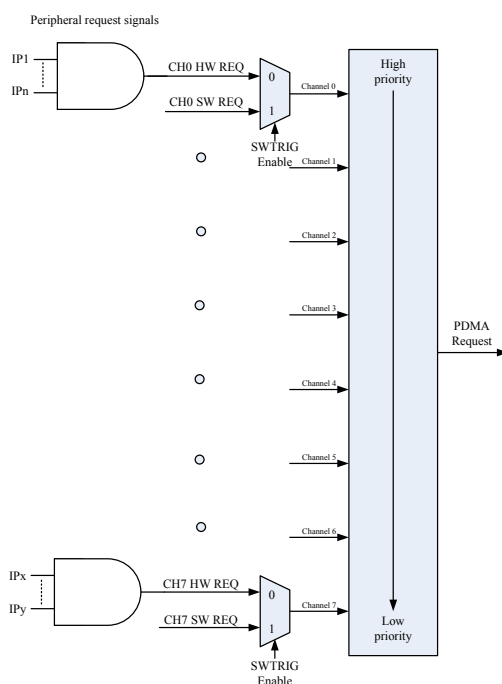 Peripheral request signals
IP1
IPn
CH0 HW REQ
CH0 SW REQ
0
1
SWTRIG
Enable
Channel 0
Channel 1
Channel 2
Channel 3
Channel 4
Channel 5
Channel 6
High
priority
PDMA
Request
IPx
IPy
CH7 HW REQ
CH7 SW REQ
0
1
SWTRIG
Enable
Channel 7
Low
priority